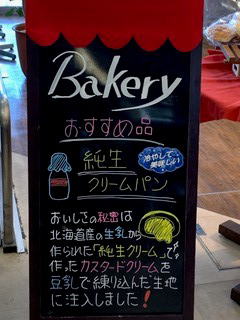 Bakery
おすすめ品
純生
クリームパン
冷やして、
美味しい
おいしさの秘密は
北海道産の生乳から
作られた「純生クリーム」で
作ったカスタードクリームを
豆乳で練り込んだ生地
に注入しました!